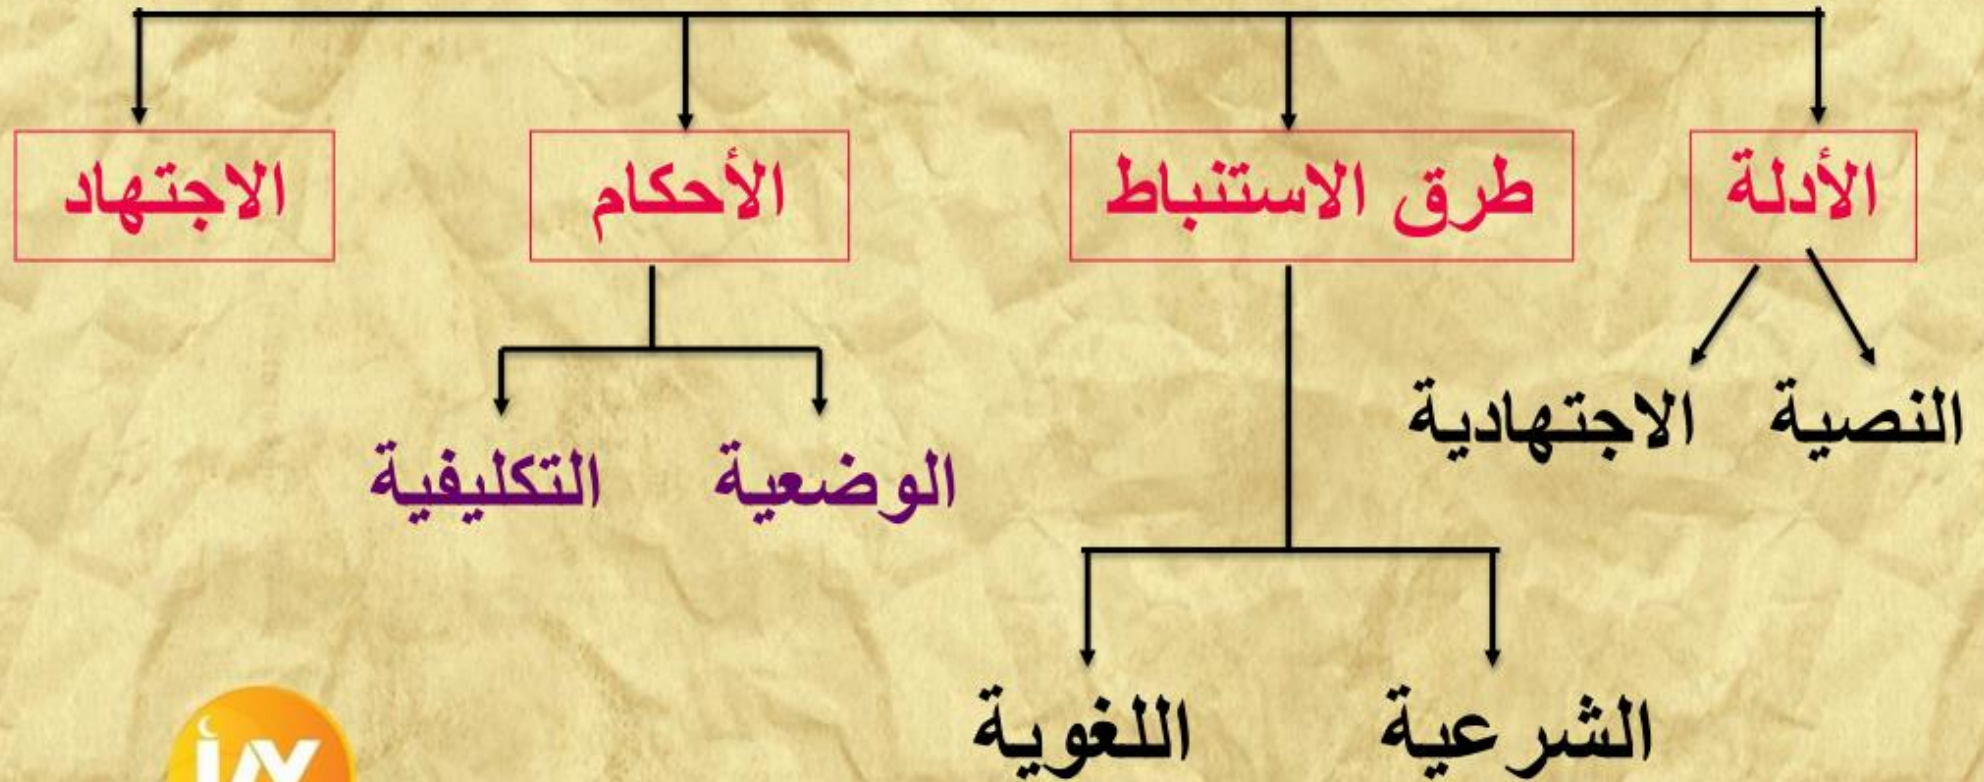 الأدلة
طرق الاستنباط
الأحكام
الاجتهاد
النصية
الاجتهادية
الوضعية
التكليفية
الشرعية
اللغوية